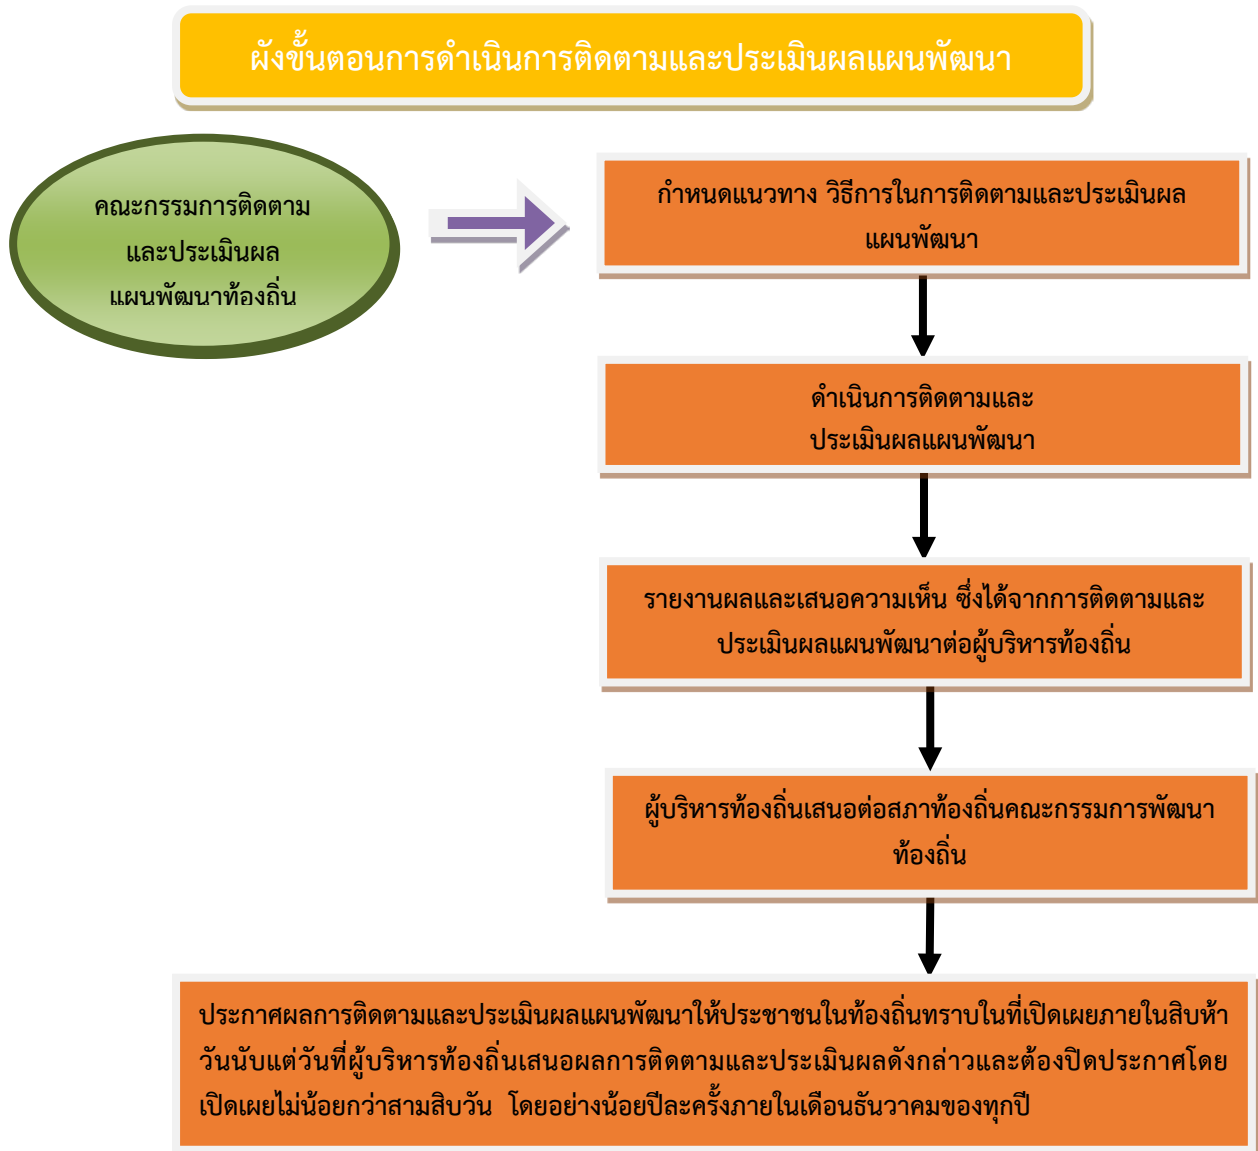 ผังขั้นตอนการดำเนินการติดตามและประเมินผลแผนพัฒนา
คณะกรรมการติดตาม
และประเมินผล
แผนพัฒนาท้องถิ่น
กำหนดแนวทาง วิธีการในการติดตามและประเมินผล
แผนพัฒนา
ดำเนินการติดตามและ
ประเมินผลแผนพัฒนา
รายงานผลและเสนอความเห็น ซึ่งได้จากการติดตามและ
ประเมินผลแผนพัฒนาต่อผู้บริหารท้องถิ่น
ผู้บริหารท้องถิ่นเสนอต่อสภาท้องถิ่นคณะกรรมการพัฒนา
ท้องถิ่น
ประกาศผลการติดตามและประเมินผลแผนพัฒนาให้ประชาชนในท้องถิ่นทราบในที่เปิดเผยภายในสิบห้า
วันนับแต่วันที่ผู้บริหารท้องถิ่นเสนอผลการติดตามและประเมินผลดังกล่าวและต้องปิดประกาศโดย
เปิดเผยไม่น้อยกว่าสามสิบวัน โดยอย่างน้อยปีละครั้งภายในเดือนธันวาคมของทุกปี